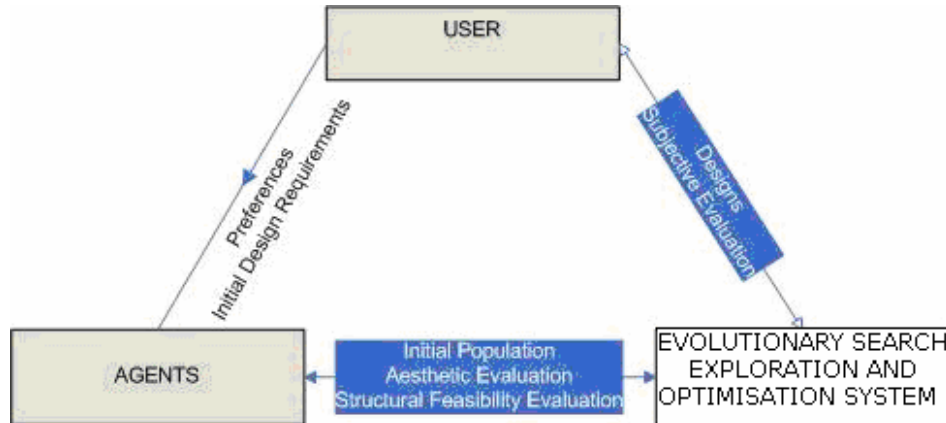 USER
Preferences
Initial Design Requirements
Designs
Subjective Evaluation
AGENTS
Initial Population
Aesthetic Evaluation
Structural Feasibility Evaluation
EVOLUTIONARY SEARCH
EXPLORATION AND
OPTIMISATION SYSTEM